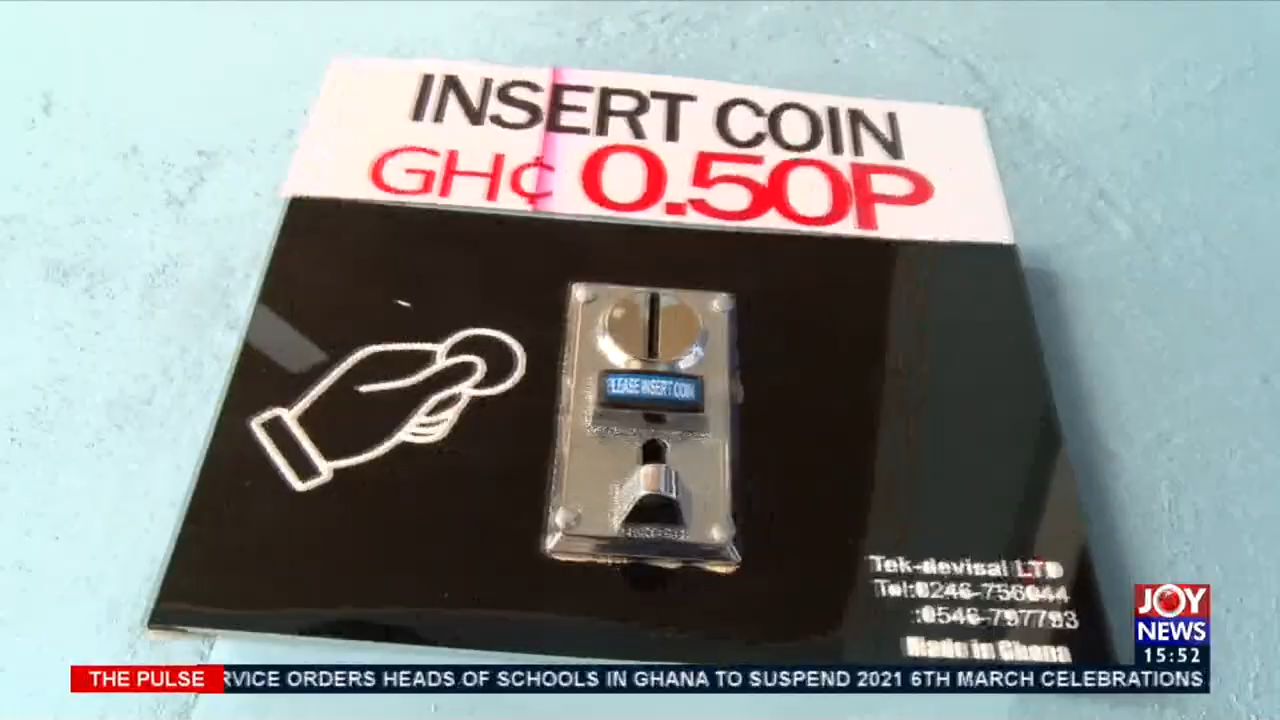 INSERT COIN
GH¢ 0.50P
PLEASE INSERT COIN
Tek-devisal LTD
Tel:0246-756044
:0546-797793
Made in Ghana
JOY
NEWS
15:52
THE PULSE
RVICE ORDERS HEADS OF SCHOOLS IN GHANA TO SUSPEND 2021 6TH MARCH CELEBRATIONS